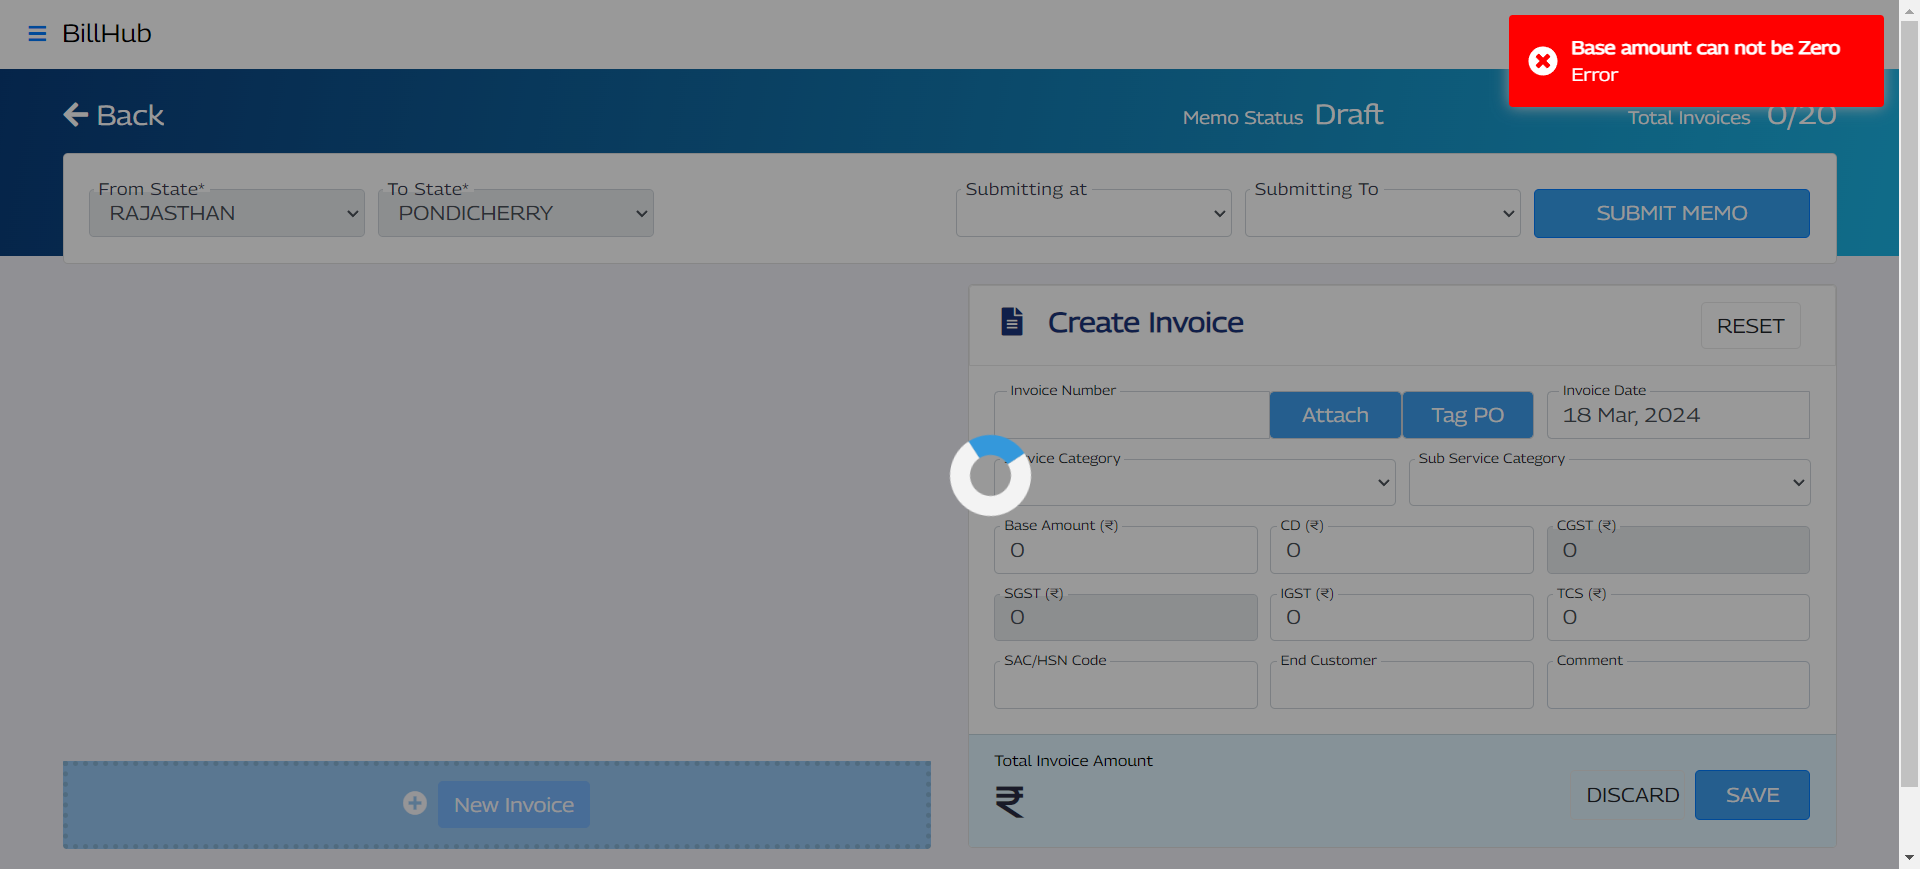 BillHub
Base amount can not be Zero
Error
Back
Memo Status Draft
Total Invoices 0/20
From State*
RAJASTHAN
To State*
PONDICHERRY
Submitting at
Submitting To
SUBMIT MEMO
Create Invoice
RESET
Invoice Number
Attach
Tag PO
Invoice Date
18 Mar, 2024
vice Category
Sub Service Category
Base Amount (₹)
0
CD (₹)
0
CGST (₹)
0
SGST (₹)
0
IGST (₹)
0
TCS (₹)
0
SAC/HSN Code
End Customer
Comment
Total Invoice Amount
₹
DISCARD
SAVE
New Invoice